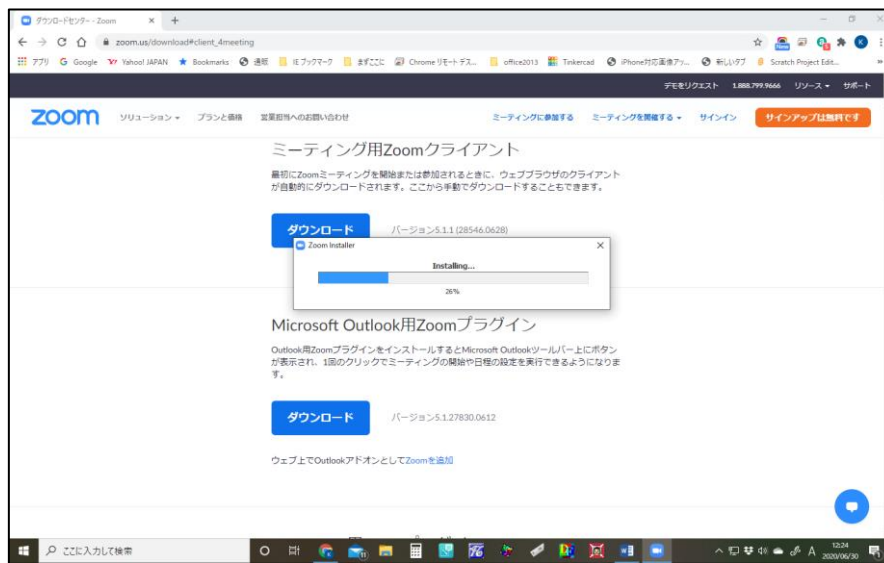 ダウンロードセンター - Zoom
zoom.us/download#client_4meeting
アプリ Google Yahoo! JAPAN Bookmarks 通販 IEブックマーク まずここに Chrome リモート デス... office2013 Tinkercad iPhone対応画像アッ... 新しいタブ Scratch Project Edit...
デモをリクエスト 1.888.799.9666 リソース サポート
zoom ソリューション プランと価格 営業担当へのお問い合わせ ミーティングに参加する ミーティングを開催する サインイン サインアップは無料です
ミーティング用Zoomクライアント
最初にZoomミーティングを開始または参加されるときに、ウェブブラウザのクライアント
が自動的にダウンロードされます。ここから手動でダウンロードすることもできます。
ダウンロード バージョン5.1.1 (28546.0628)
Zoom Installer
Installing...
26%
Microsoft Outlook用Zoomプラグイン
Outlook用ZoomプラグインをインストールするとMicrosoft Outlookツールバー上にボタン
が表示され、1回のクリックでミーティングの開始や日程の設定を実行できるようになりま
す。
ダウンロード バージョン5.1.27830.0612
ウェブ上でOutlookアドオンとしてZoomを追加
ここに入力して検索
A 12:24
2020/06/30